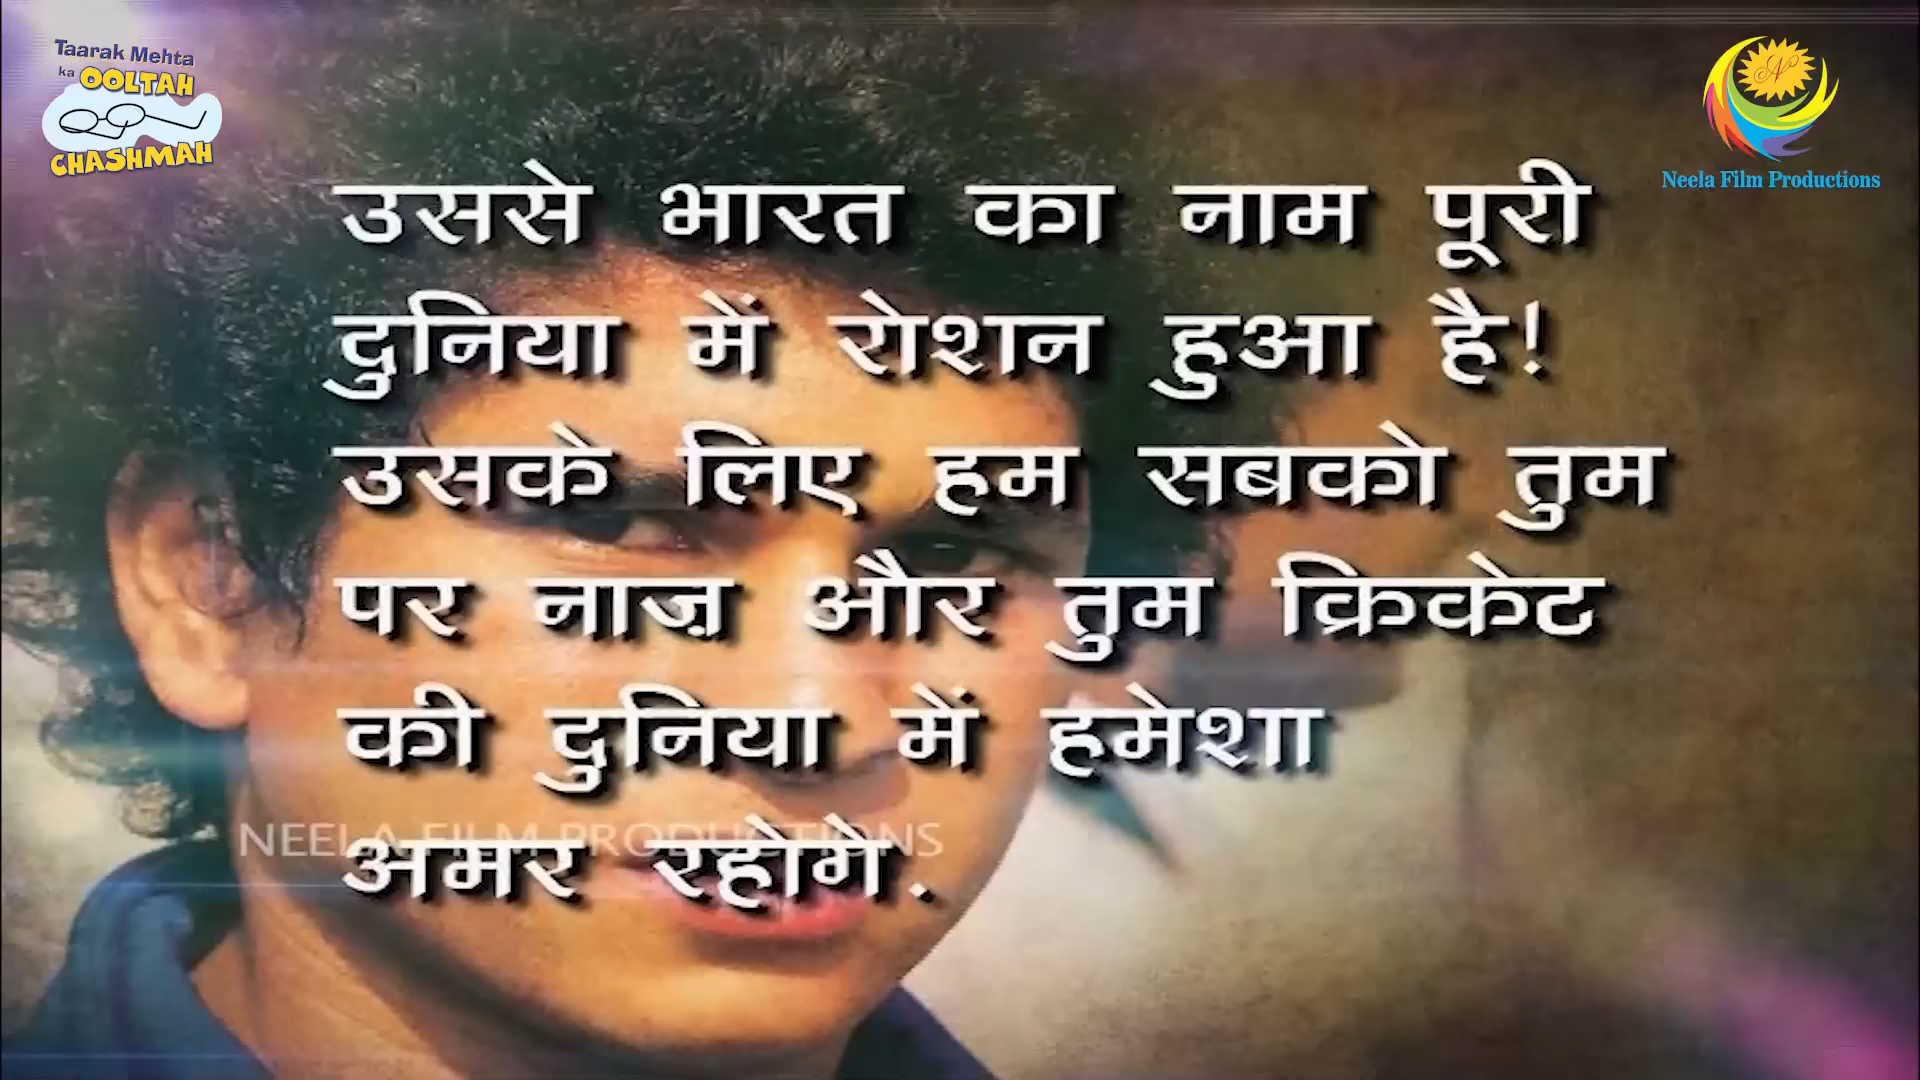 Taarak Mehta
ka OOLTAH
CHASHMAH
Neela Film Productions
उससे भारत का नाम पूरी
दुनिया में रोशन हुआ है!
उसके लिए हम सबको तुम
पर नाज़ और तुम क्रिकेट
की दुनिया में हमेशा
NEELA FILM PRODUCTIONS
अमर रहोगे.